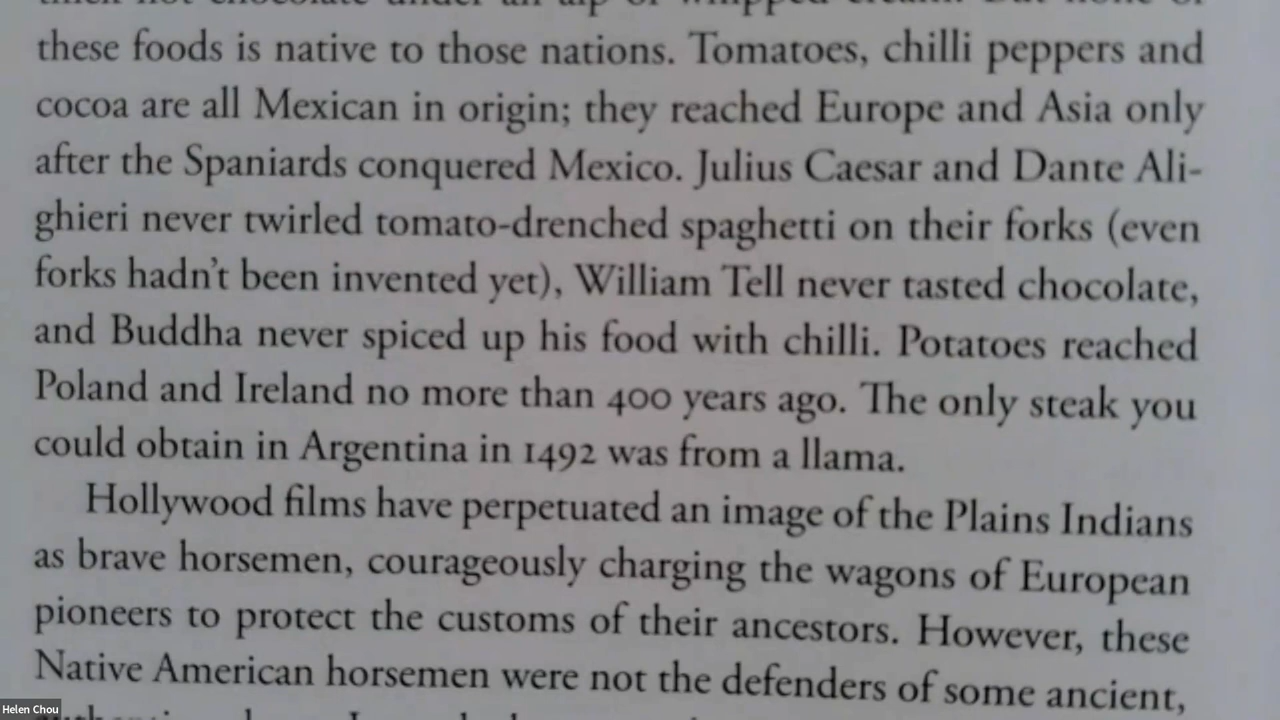 these foods is native to those nations. Tomatoes, chilli peppers and
cocoa are all Mexican in origin; they reached Europe and Asia only
after the Spaniards conquered Mexico. Julius Caesar and Dante Ali-
ghieri never twirled tomato-drenched spaghetti on their forks (even
forks hadn't been invented yet), William Tell never tasted chocolate,
and Buddha never spiced up his food with chilli. Potatoes reached
Poland and Ireland no more than 400 years ago. The only steak you
could obtain in Argentina in 1492 was from a llama.
Hollywood films have perpetuated an image of the Plains Indians
as brave horsemen, courageously charging the wagons of European
pioneers to protect the customs of their ancestors. However, these
Native American horsemen were not the defenders of some ancient,
Helen Chou